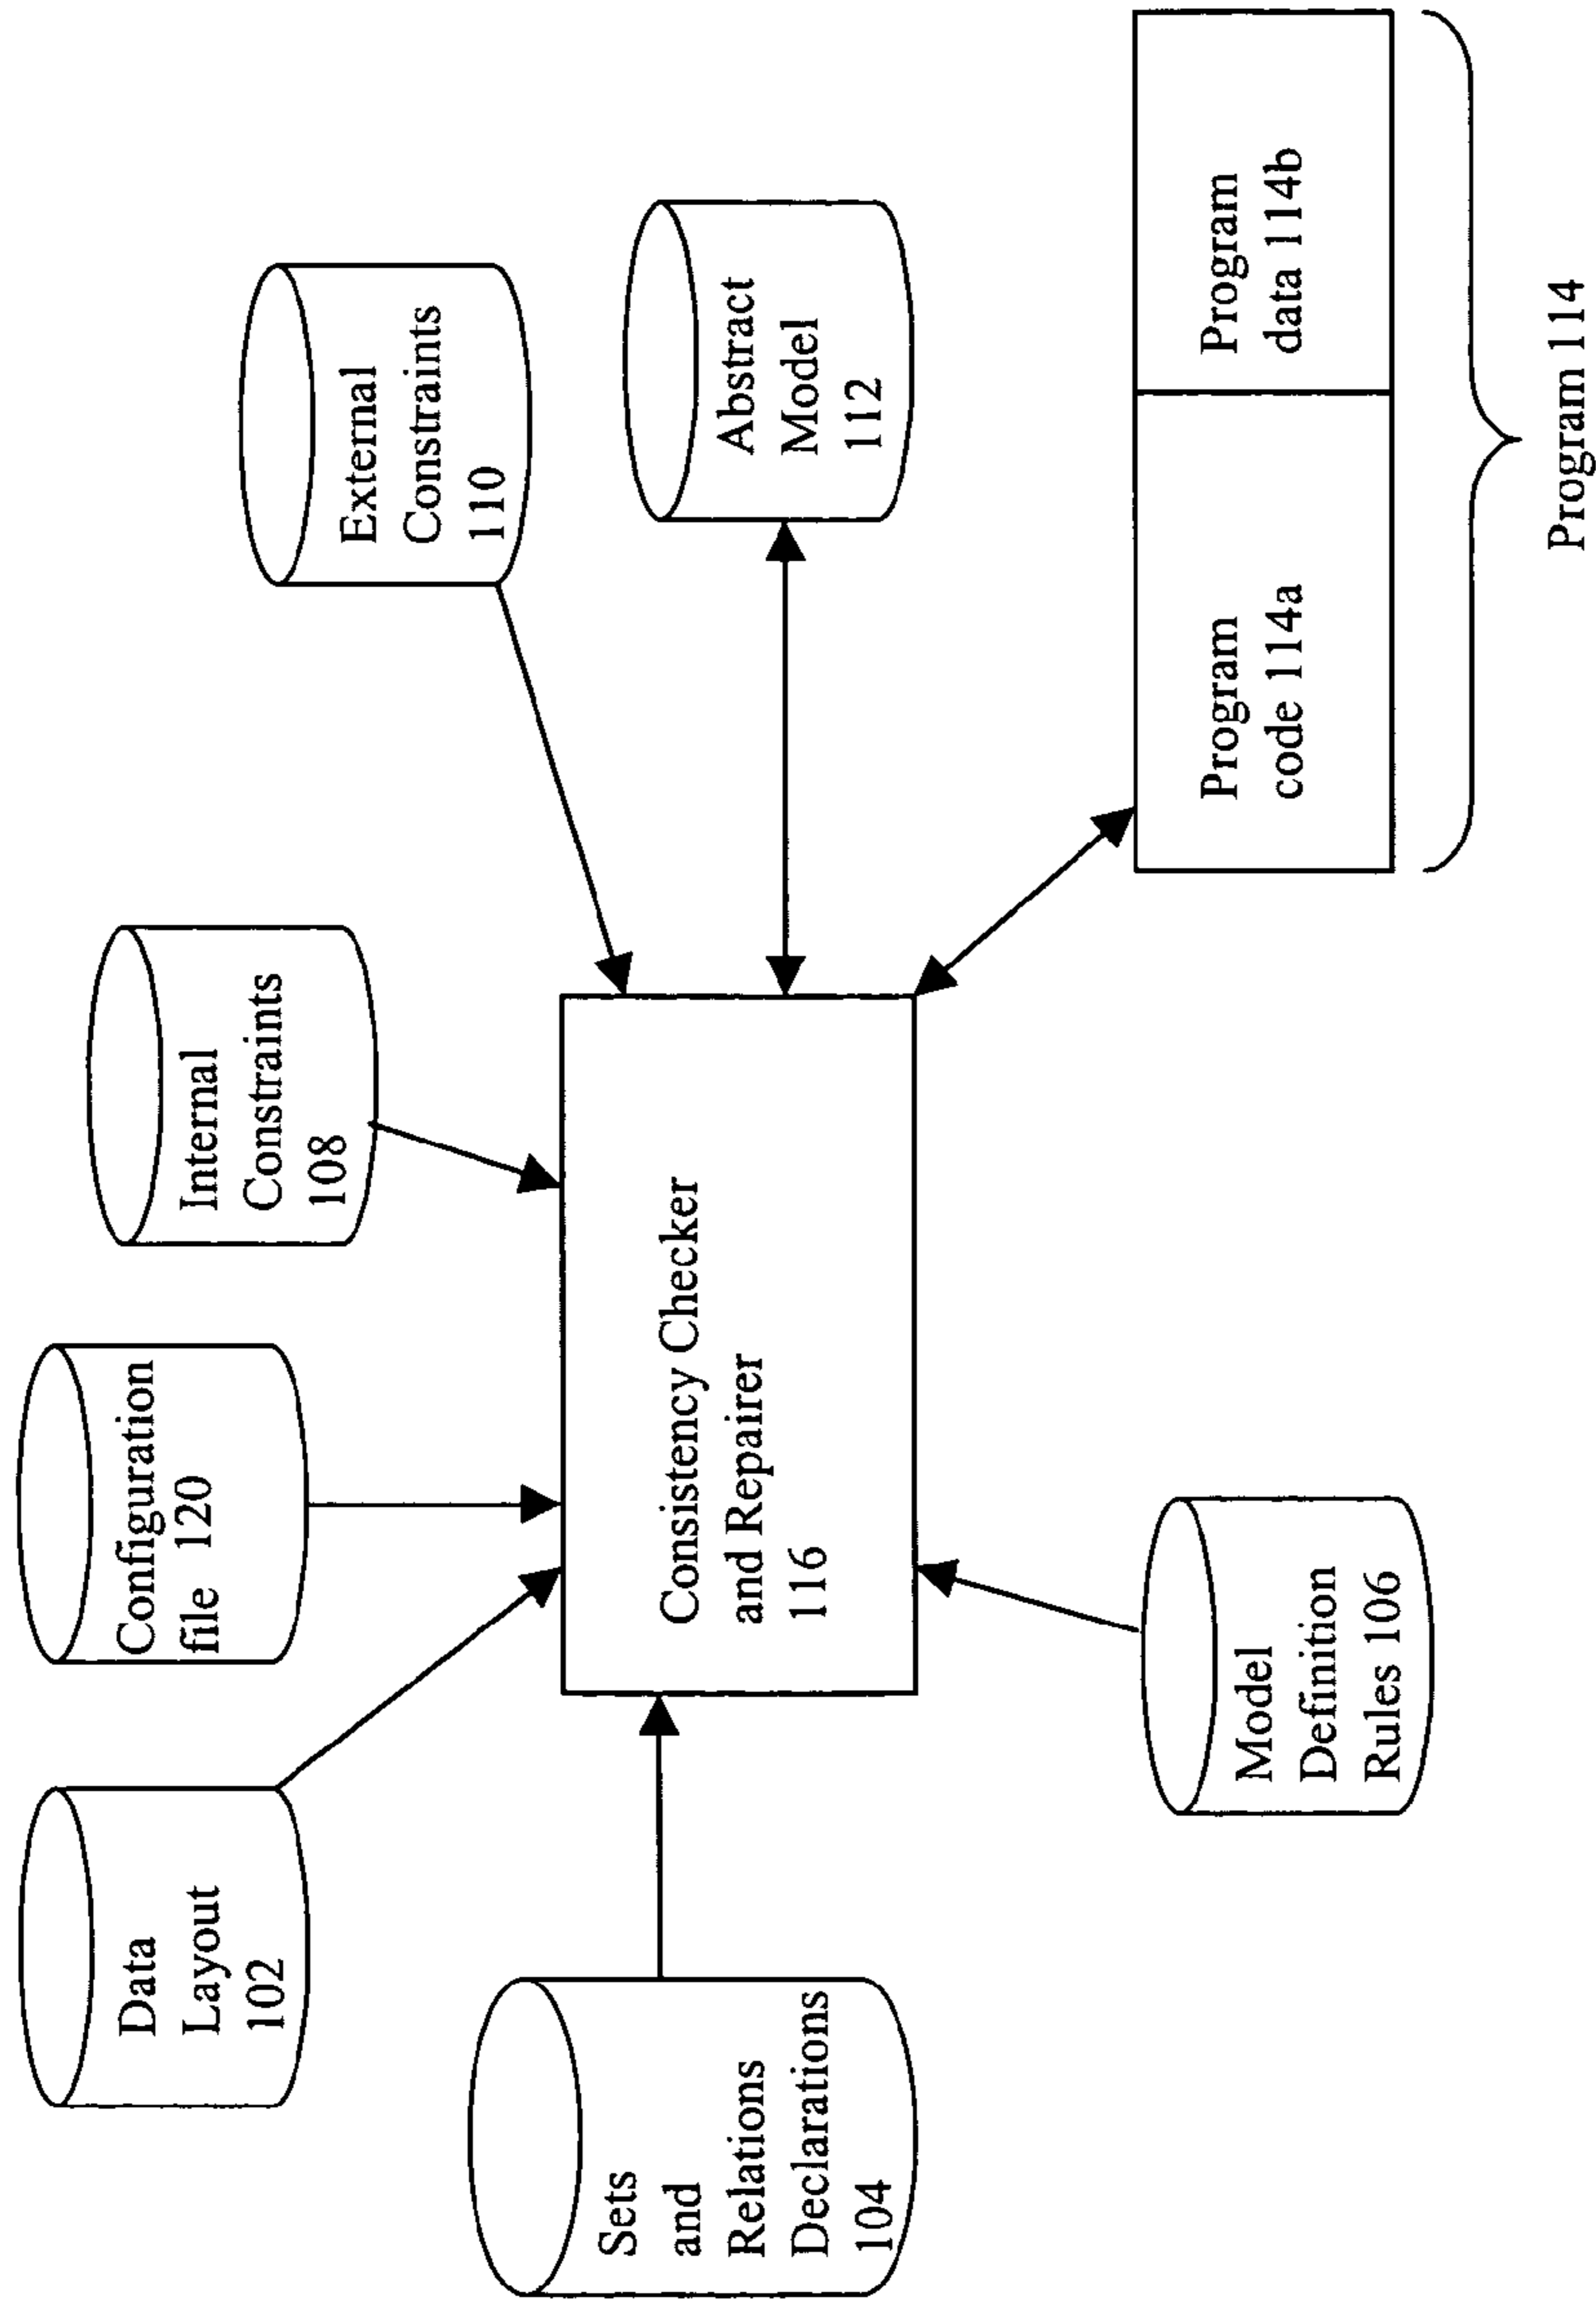 Data
Layout
102
Configuration
file 120
Internal
Constraints
108
External
Constraints
110
Sets
and
Relations
Declarations
104
Consistency Checker
and Repairer
116
Abstract
Model
112
Model
Definition
Rules 106
Program
code 114a
Program
data 114b
Program 114